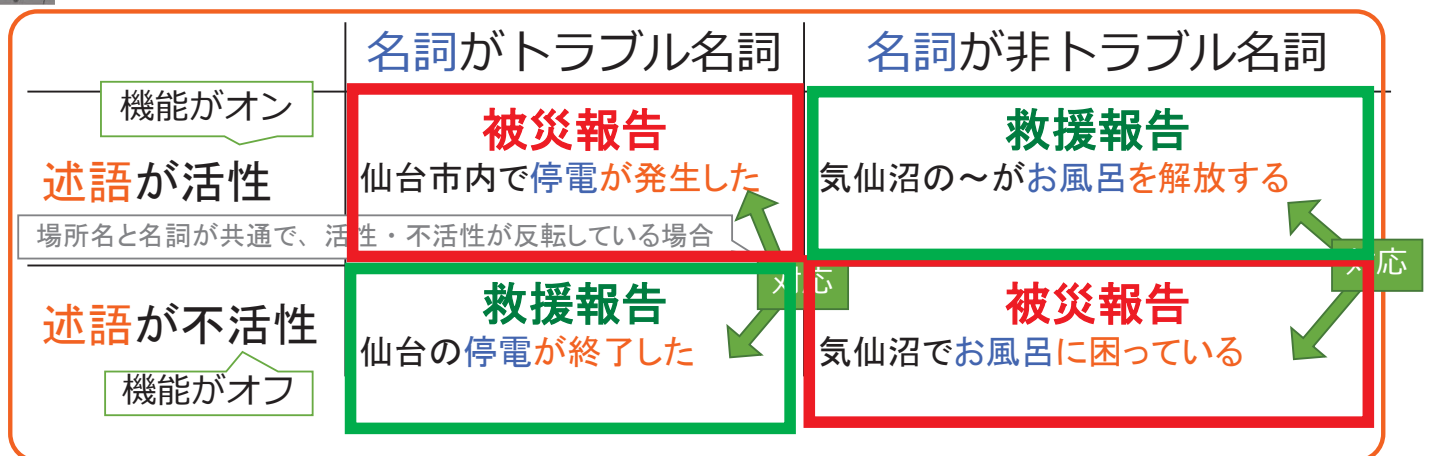 名詞がトラブル名詞
名詞が非トラブル名詞
機能がオン
述語が活性
被災報告
仙台市内で停電が発生した
救援報告
気仙沼の～がお風呂を解放する
場所名と名詞が共通で、活性・不活性が反転している場合
対応
対応
述語が不活性
機能がオフ
救援報告
仙台の停電が終了した
被災報告
気仙沼でお風呂に困っている